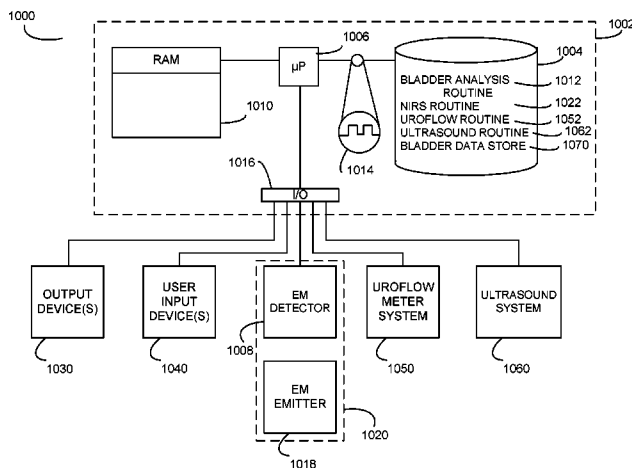 1000
1002
1006
1004
RAM
μP
BLADDER ANALYSIS
ROUTINE
1012
NIRS ROUTINE
1022
UROFLOW ROUTINE
1052
ULTRASOUND ROUTINE
1062
BLADDER DATA STORE
1070
1010
1014
1016
I/O
OUTPUT
DEVICE(S)
USER
INPUT
DEVICE(S)
EM
DETECTOR
UROFLOW
METER
SYSTEM
ULTRASOUND
SYSTEM
1030
1040
1008
1050
1060
EM
EMITTER
1020
1018